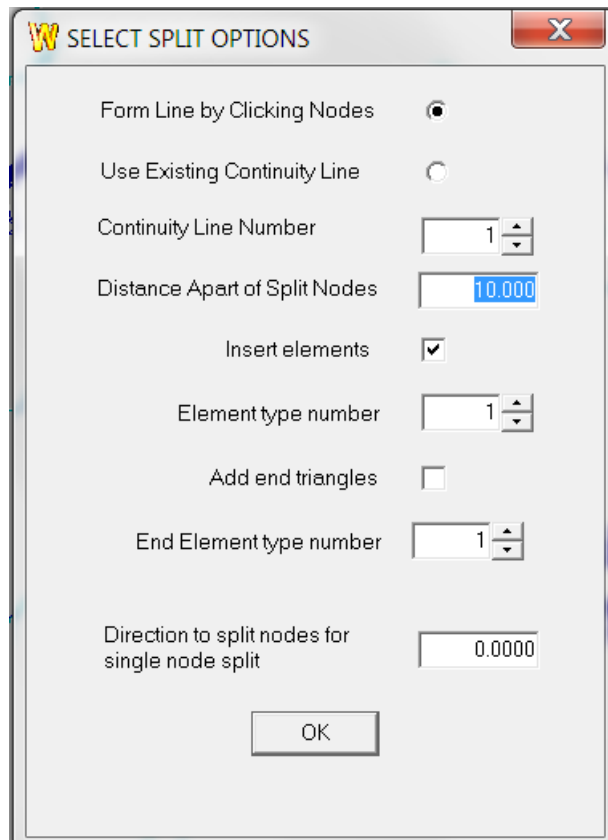 SELECT SPLIT OPTIONS
Form Line by Clicking Nodes
Use Existing Continuity Line
Continuity Line Number 1
Distance Apart of Split Nodes 10.000
Insert elements
Element type number 1
Add end triangles
End Element type number 1
Direction to split nodes for
single node split 0.0000
OK